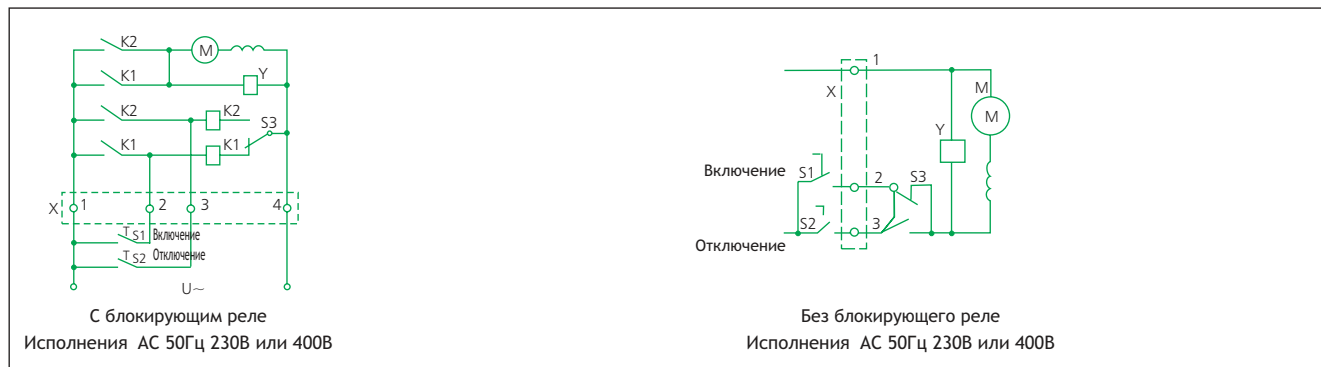 K2
M
K1
Y
K2
K2
S3
K1
K1
X
1
2
3
4
T S1 Включение
T S2 Отключение
U~
С блокирующим реле
Исполнения АС 50Гц 230В или 400В
1
X
M
M
Y
Включение
S1
2
S3
S2
3
Отключение
Без блокирующего реле
Исполнения АС 50Гц 230В или 400В